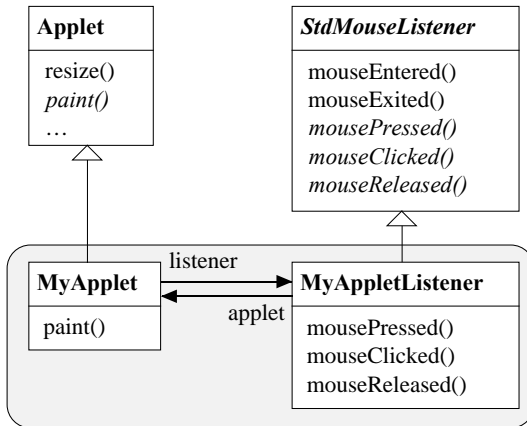 Applet
resize()
paint()
…
StdMouseListener
mouseEntered()
mouseExited()
mousePressed()
mouseClicked()
mouseReleased()
MyApplet
paint()
listener
applet
MyAppletListener
mousePressed()
mouseClicked()
mouseReleased()